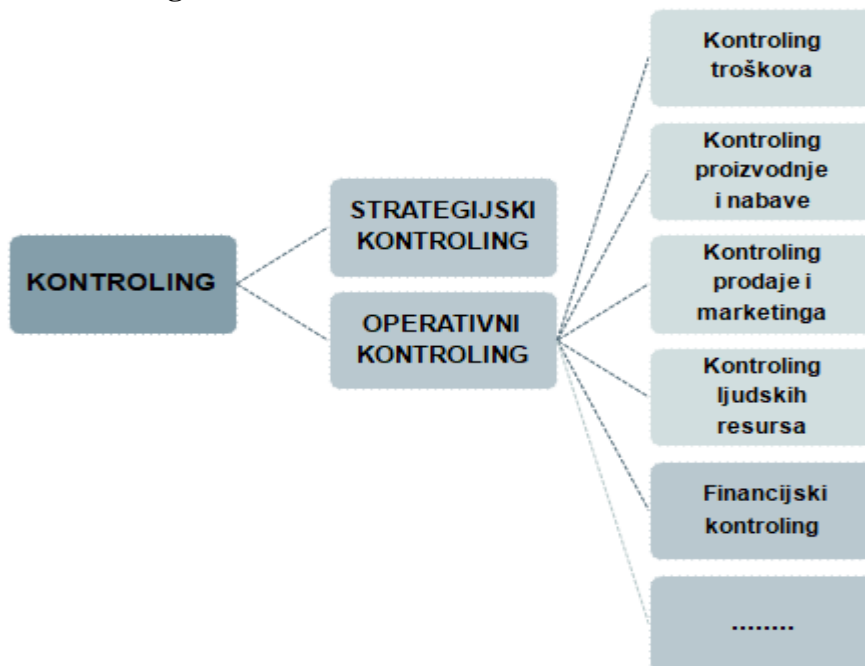 KONTROLING
STRATEGIJSKI
KONTROLING
OPERATIVNI
KONTROLING
Kontroling
troškova
Kontroling
proizvodnje
i nabave
Kontroling
prodaje i
marketinga
Kontroling
ljudskih
resursa
Financijski
kontroling
........